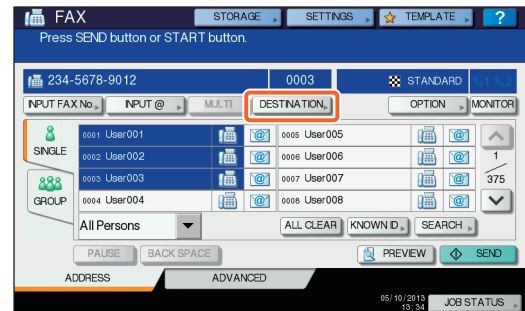 FAX STORAGE SETTINGS TEMPLATE ?
Press SEND button or START button.
234-5678-9012 0003 STANDARD 1 2
INPUT FAX No. INPUT @ MULTI DESTINATION OPTION MONITOR
SINGLE
GROUP
0001 User001 @ 0005 User005 @
0002 User002 @ 0006 User006 @
0003 User003 @ 0007 User007 @
0004 User004 @ 0008 User008 @
1
375
All Persons ALL CLEAR KNOWN ID SEARCH
PAUSE BACK SPACE PREVIEW SEND
ADDRESS ADVANCED
05/10/2013
13:34
JOB STATUS